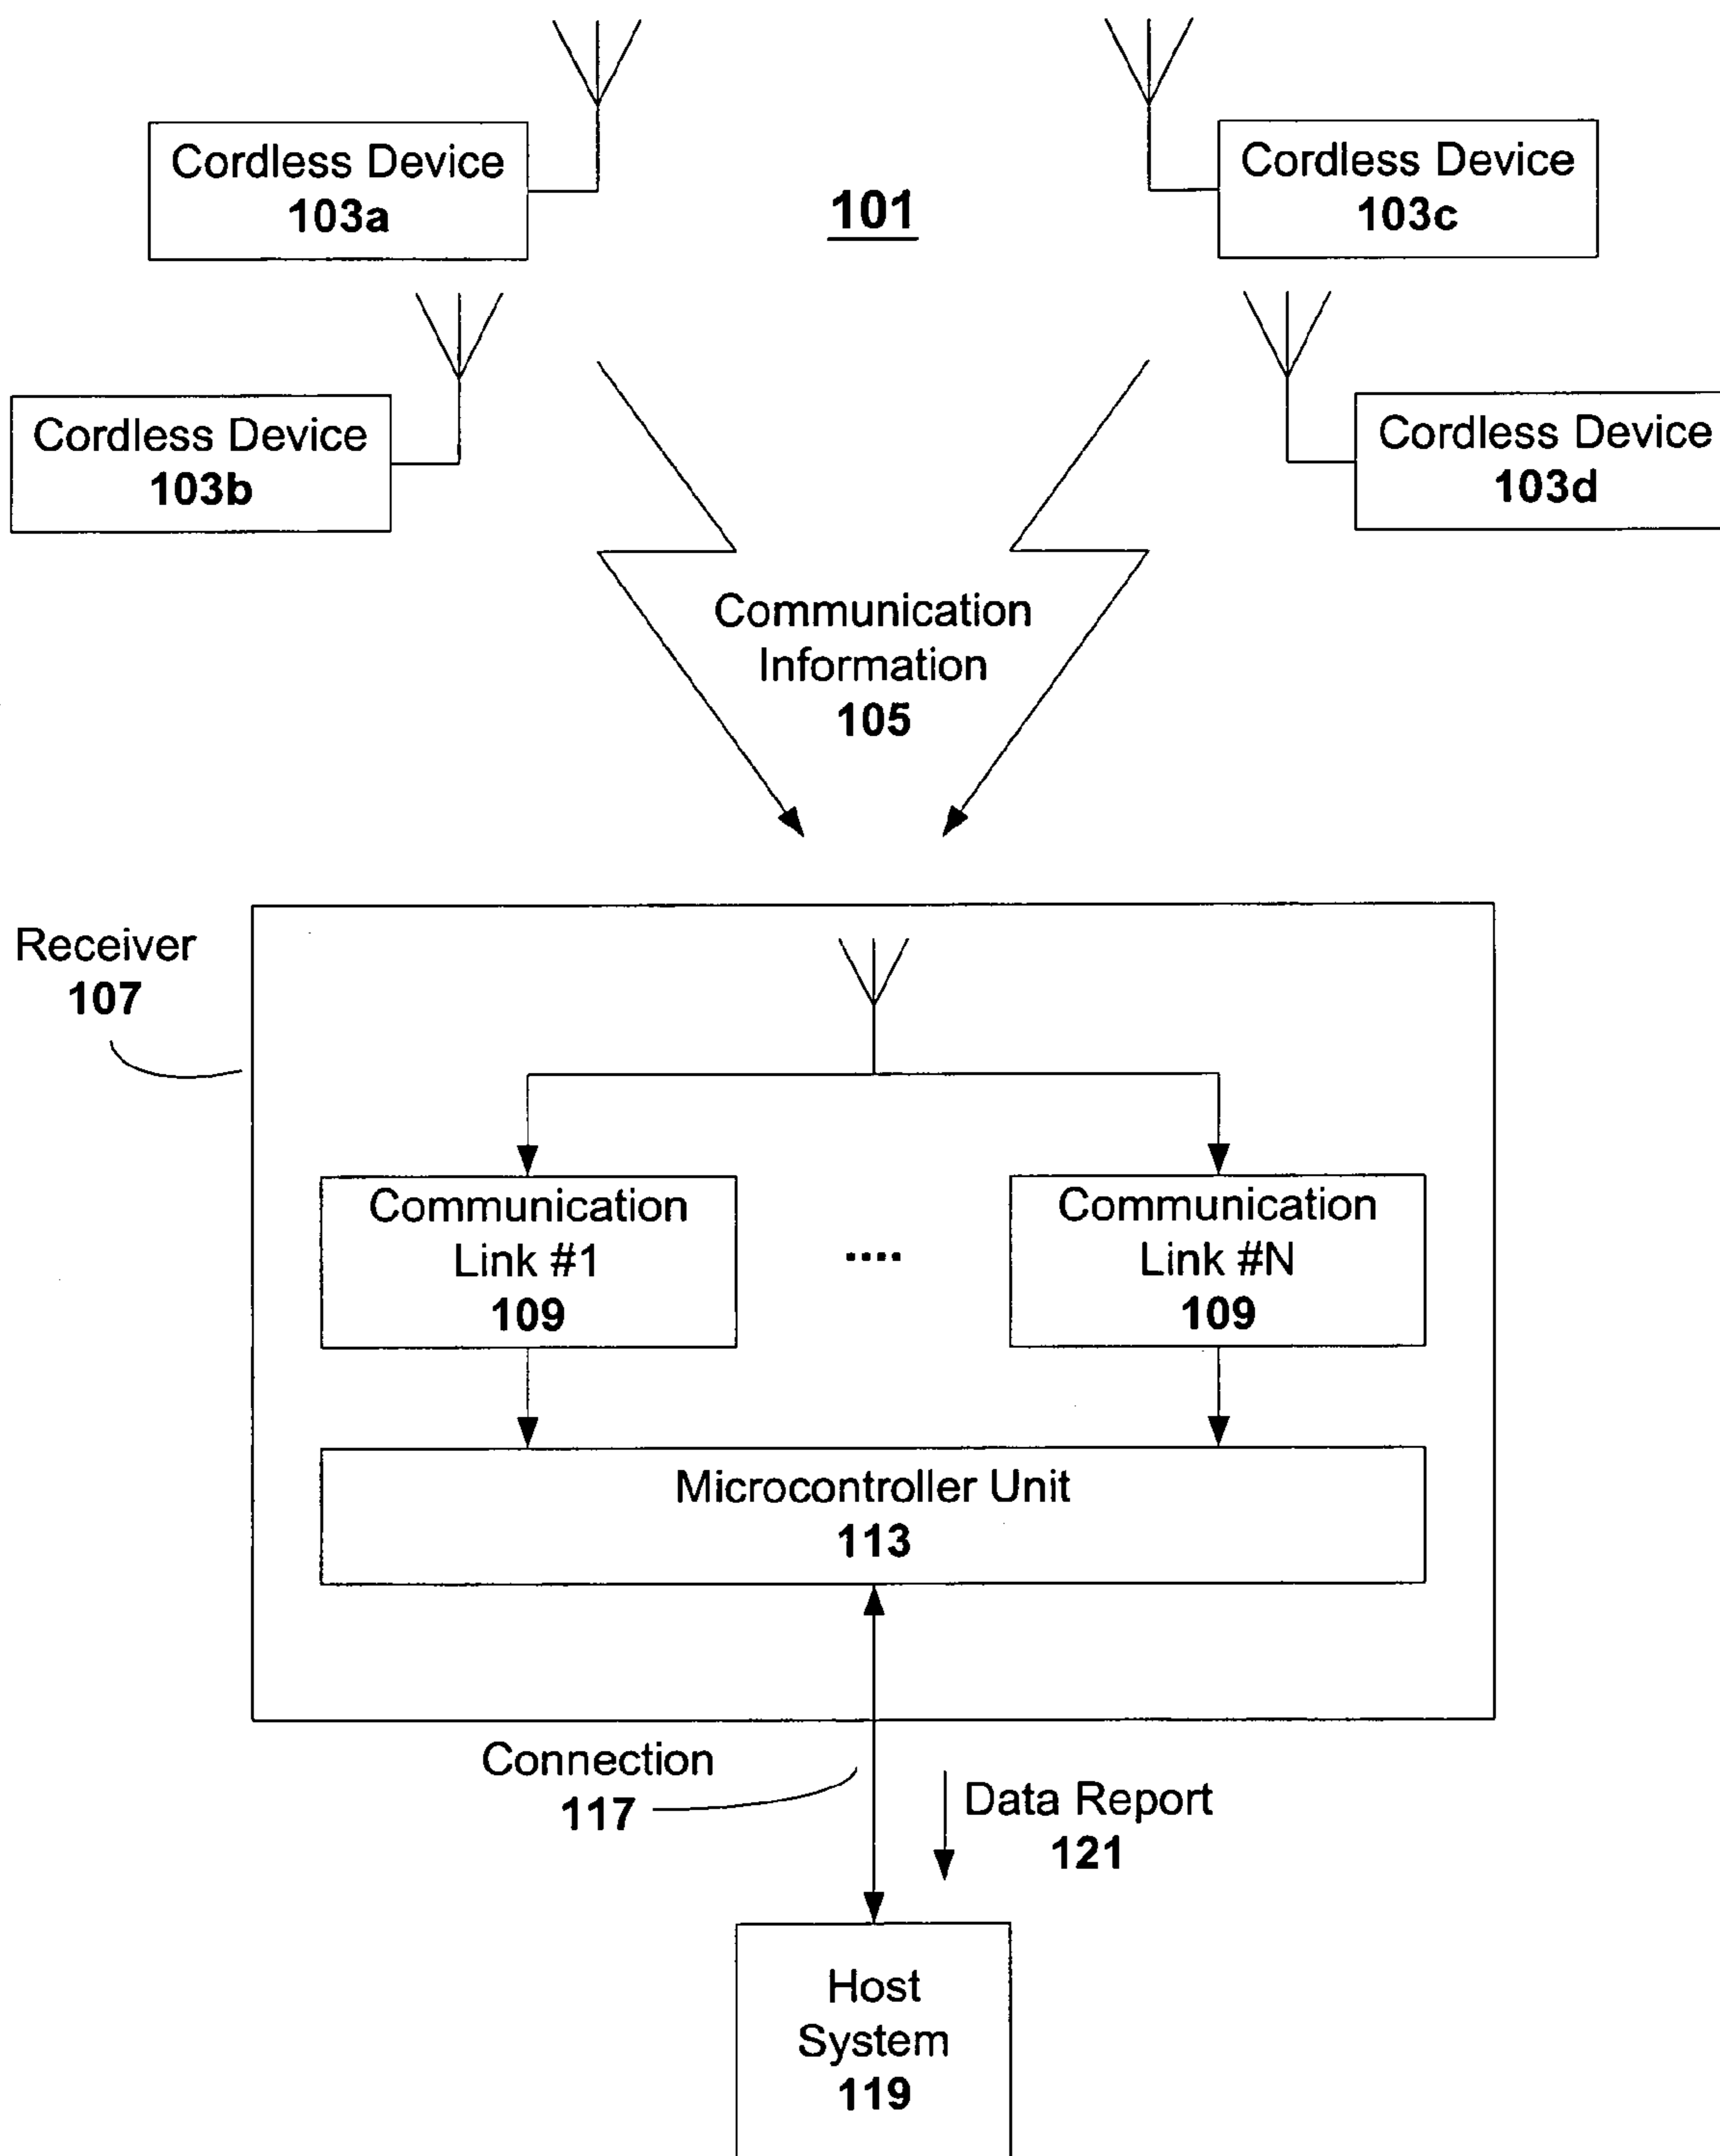 Cordless Device
103a
101
Cordless Device
103c
Cordless Device
103b
Cordless Device
103d
Communication
Information
105
Receiver
107
Communication
Link #1
109
....
Communication
Link #N
109
Microcontroller Unit
113
Connection
117
Data Report
121
Host
System
119